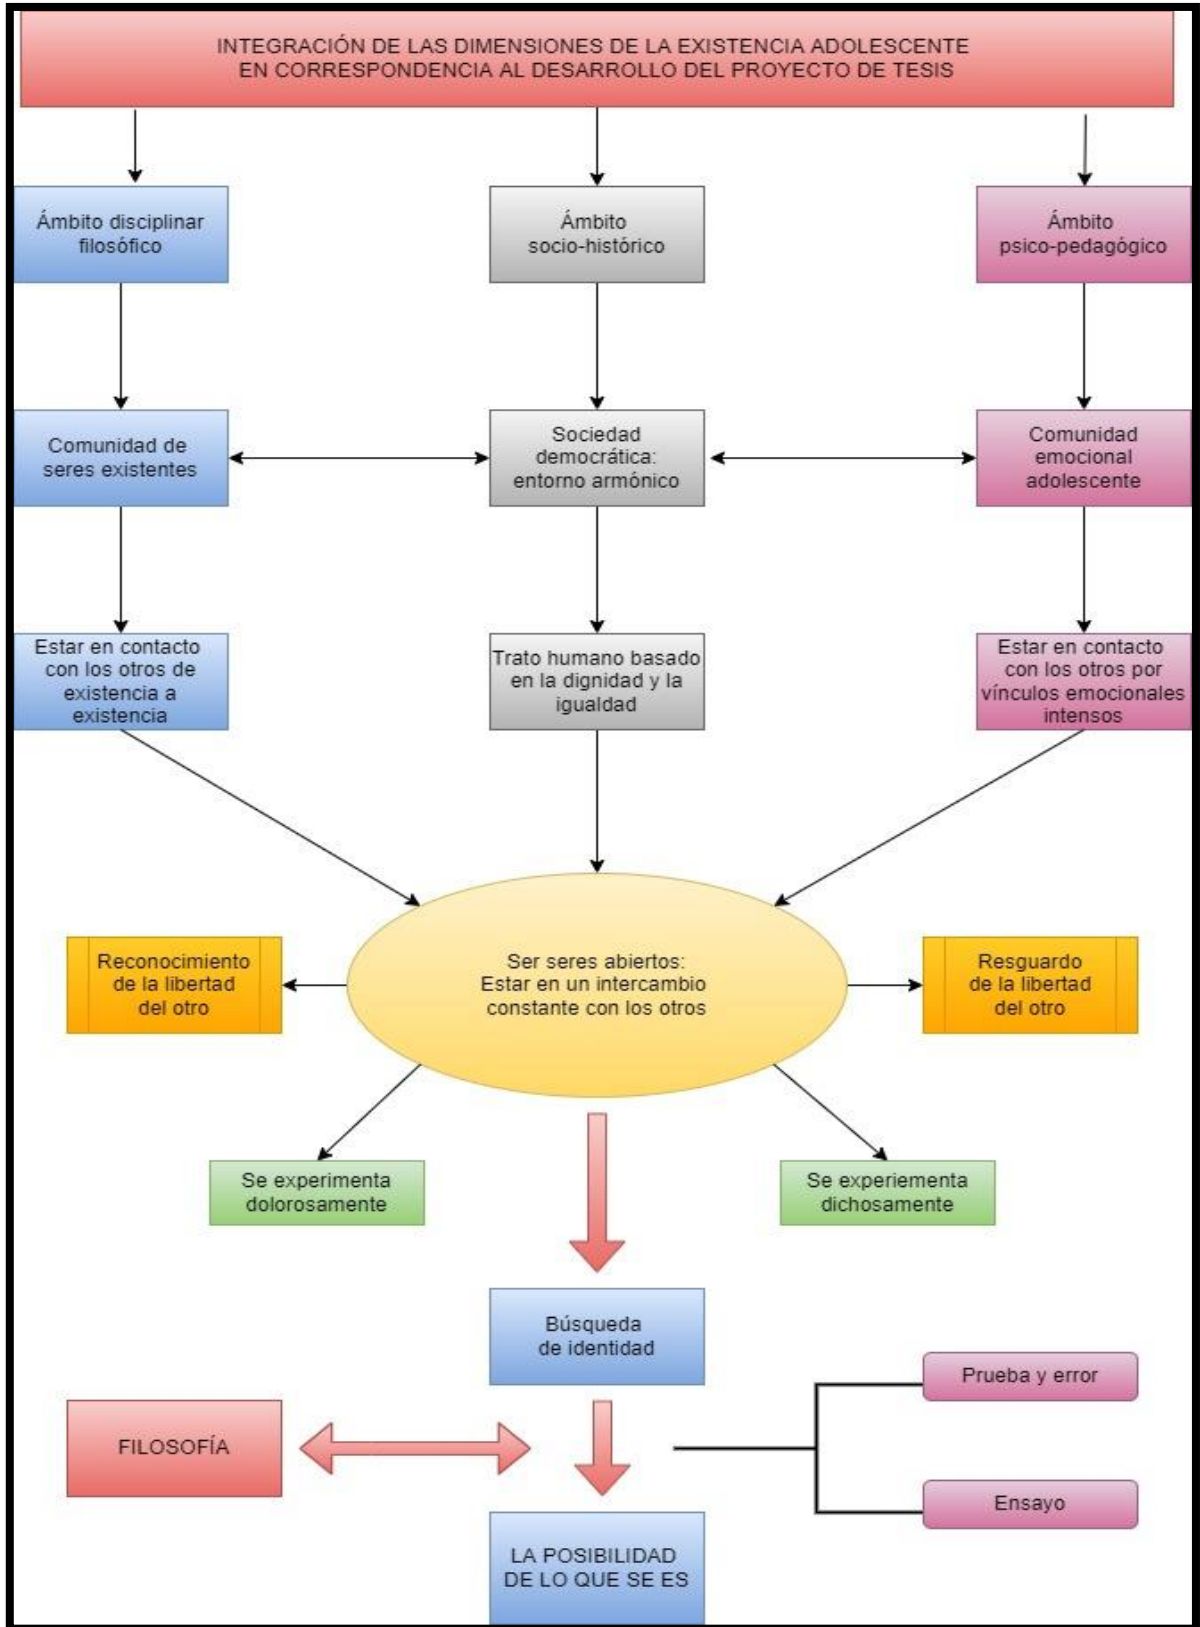 INTEGRACIÓN DE LAS DIMENSIONES DE LA EXISTENCIA ADOLESCENTE
EN CORRESPONDENCIA AL DESARROLLO DEL PROYECTO DE TESIS
Ámbito disciplinar
filosófico
Ámbito
socio-histórico
Ámbito
psico-pedagógico
Comunidad de
seres existentes
Sociedad
democrática:
entorno armónico
Comunidad
emocional
adolescente
Estar en contacto
con los otros de
existencia a
existencia
Trato humano basado
en la dignidad y la
igualdad
Estar en contacto
con los otros por
vínculos emocionales
intensos
Reconocimiento
de la libertad
del otro
Ser seres abiertos:
Estar en un intercambio
constante con los otros
Resguardo
de la libertad
del otro
Se experimenta
dolorosamente
Se experiementa
dichosamente
Búsqueda
de identidad
Prueba y error
FILOSOFÍA
Ensayo
LA POSIBILIDAD
DE LO QUE SE ES